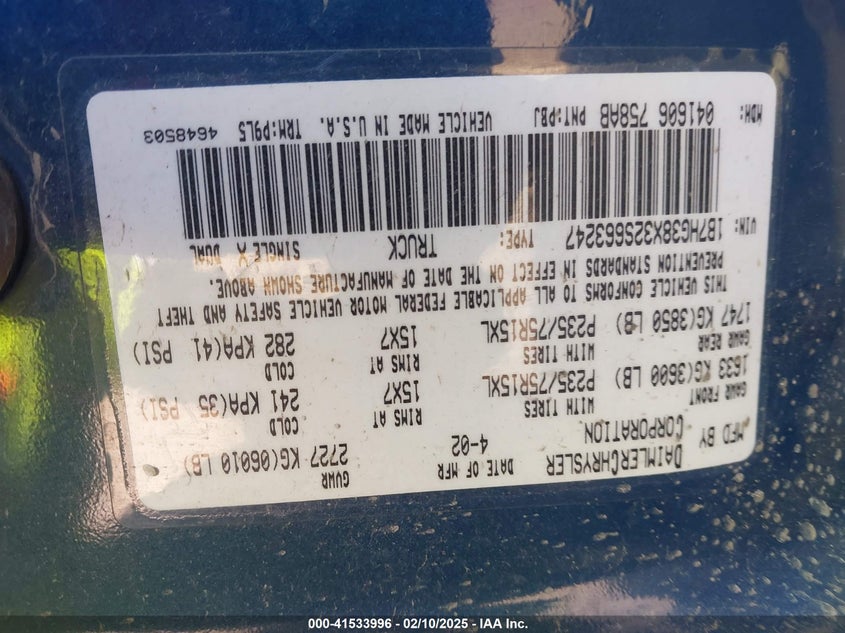 MFD BY DAIMLERCHRYSLER CORPORATION
DATE OF MFR 4-02
GVWR 2727 KG(06010 LB)
GAWR FRONT 1633 KG(3600 LB)
WITH TIRES P235/75R15XL
RIMS AT 15X7
COLD 241 KPA(35 PSI)
GAWR REAR 1747 KG(3850 LB)
WITH TIRES P235/75R15XL
RIMS AT 15X7
COLD 282 KPA(41 PSI)
THIS VEHICLE CONFORMS TO ALL APPLICABLE FEDERAL MOTOR VEHICLE SAFETY AND THEFT
PREVENTION STANDARDS IN EFFECT ON THE DATE OF MANUFACTURE SHOWN ABOVE.
VIN: 1B7HG38X32S663247 TYPE: TRUCK SINGLE X DUAL
MDH: 041606 758AB PNT:PBJ VEHICLE MADE IN U.S.A. TRM:P9L5 4648503
000-41533996 - 02/10/2025 - IAA Inc.